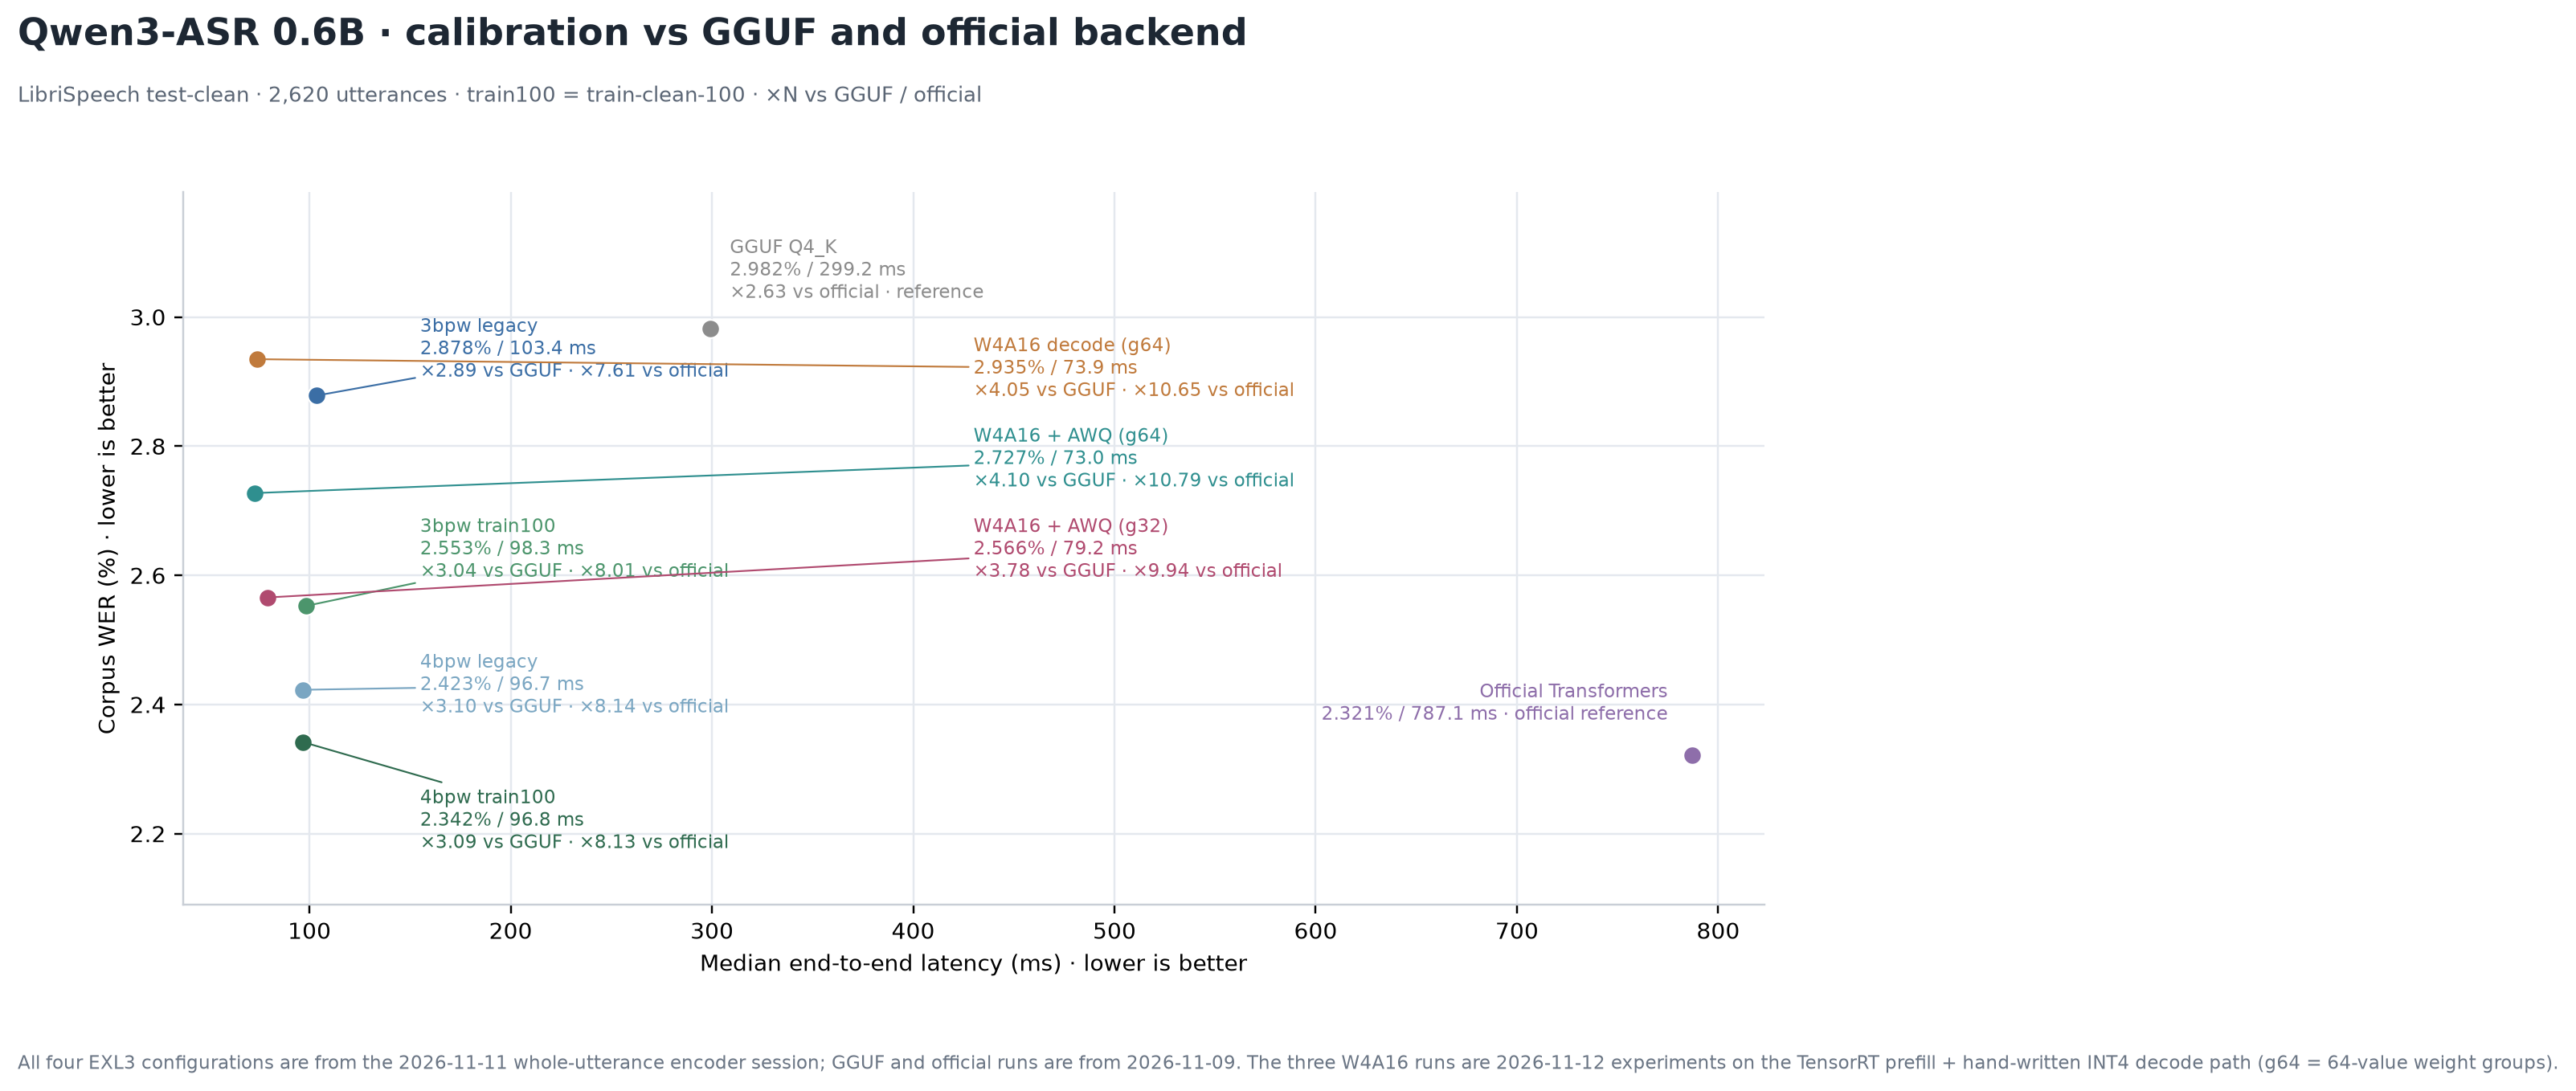 Qwen3-ASR 0.6B · calibration vs GGUF and official backend
LibriSpeech test-clean · 2,620 utterances · train100 = train-clean-100 · ×N vs GGUF / official
GGUF Q4_K
2.982% / 299.2 ms
×2.63 vs official · reference
3bpw legacy
2.878% / 103.4 ms
×2.89 vs GGUF · ×7.61 vs official
W4A16 decode (g64)
2.935% / 73.9 ms
×4.05 vs GGUF · ×10.65 vs official
W4A16 + AWQ (g64)
2.727% / 73.0 ms
×4.10 vs GGUF · ×10.79 vs official
3bpw train100
2.553% / 98.3 ms
×3.04 vs GGUF · ×8.01 vs official
W4A16 + AWQ (g32)
2.566% / 79.2 ms
×3.78 vs GGUF · ×9.94 vs official
4bpw legacy
2.423% / 96.7 ms
×3.10 vs GGUF · ×8.14 vs official
Official Transformers
2.321% / 787.1 ms · official reference
4bpw train100
2.342% / 96.8 ms
×3.09 vs GGUF · ×8.13 vs official
Corpus WER (%) · lower is better
3.0
2.8
2.6
2.4
2.2
100 200 300 400 500 600 700 800
Median end-to-end latency (ms) · lower is better
All four EXL3 configurations are from the 2026-11-11 whole-utterance encoder session; GGUF and official runs are from 2026-11-09. The three W4A16 runs are 2026-11-12 experiments on the TensorRT prefill + hand-written INT4 decode path (g64 = 64-value weight groups).